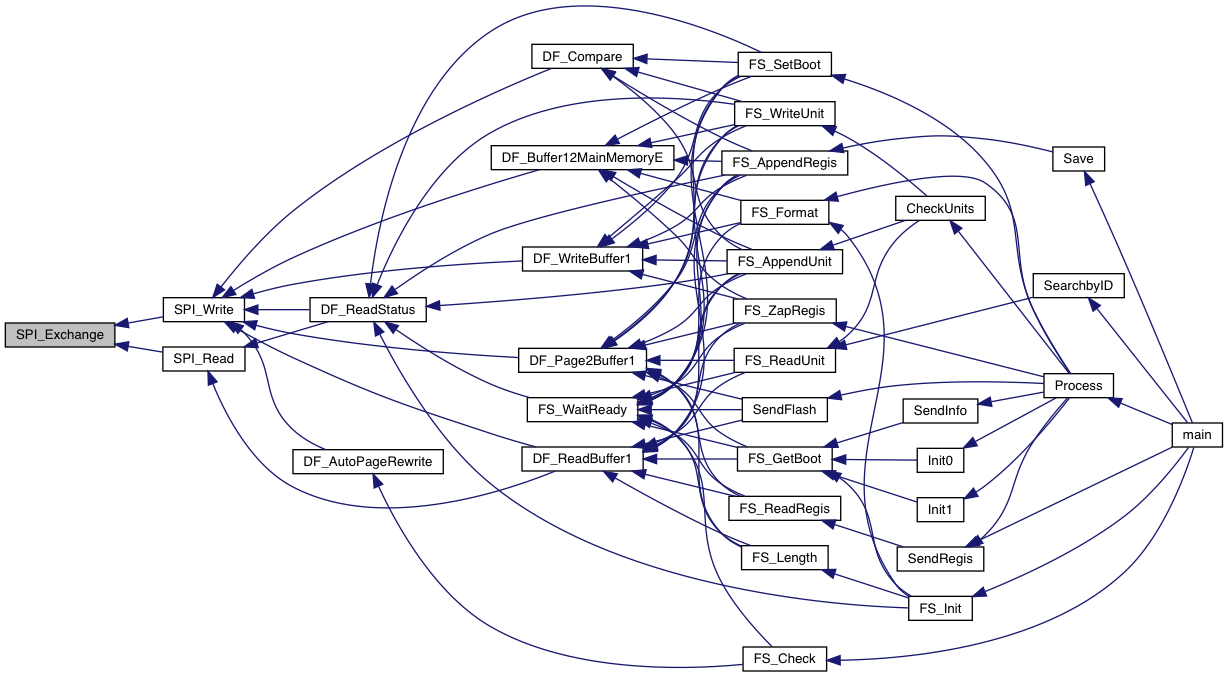 SPI_Exchange
SPI_Write
SPI_Read
DF_ReadStatus
DF_AutoPageRewrite
DF_Compare
DF_Buffer12MainMemoryE
DF_WriteBuffer1
DF_Page2Buffer1
FS_WaitReady
DF_ReadBuffer1
FS_SetBoot
FS_WriteUnit
FS_AppendRegis
FS_Format
FS_AppendUnit
FS_ZapRegis
FS_ReadUnit
SendFlash
FS_GetBoot
FS_ReadRegis
FS_Length
FS_Check
CheckUnits
SendInfo
Init0
Init1
SendRegis
FS_Init
Save
SearchbyID
Process
main